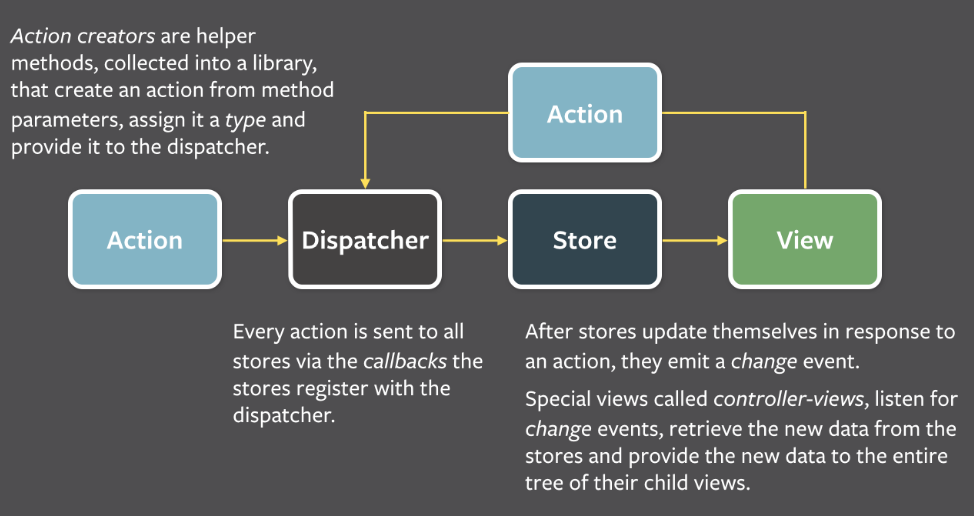 Action creators are helper
methods, collected into a library,
that create an action from method
parameters, assign it a type and
provide it to the dispatcher.
Action
Action
Dispatcher
Store
View
Every action is sent to all
stores via the callbacks the
stores register with the
dispatcher.
After stores update themselves in response to
an action, they emit a change event.
Special views called controller-views, listen for
change events, retrieve the new data from the
stores and provide the new data to the entire
tree of their child views.